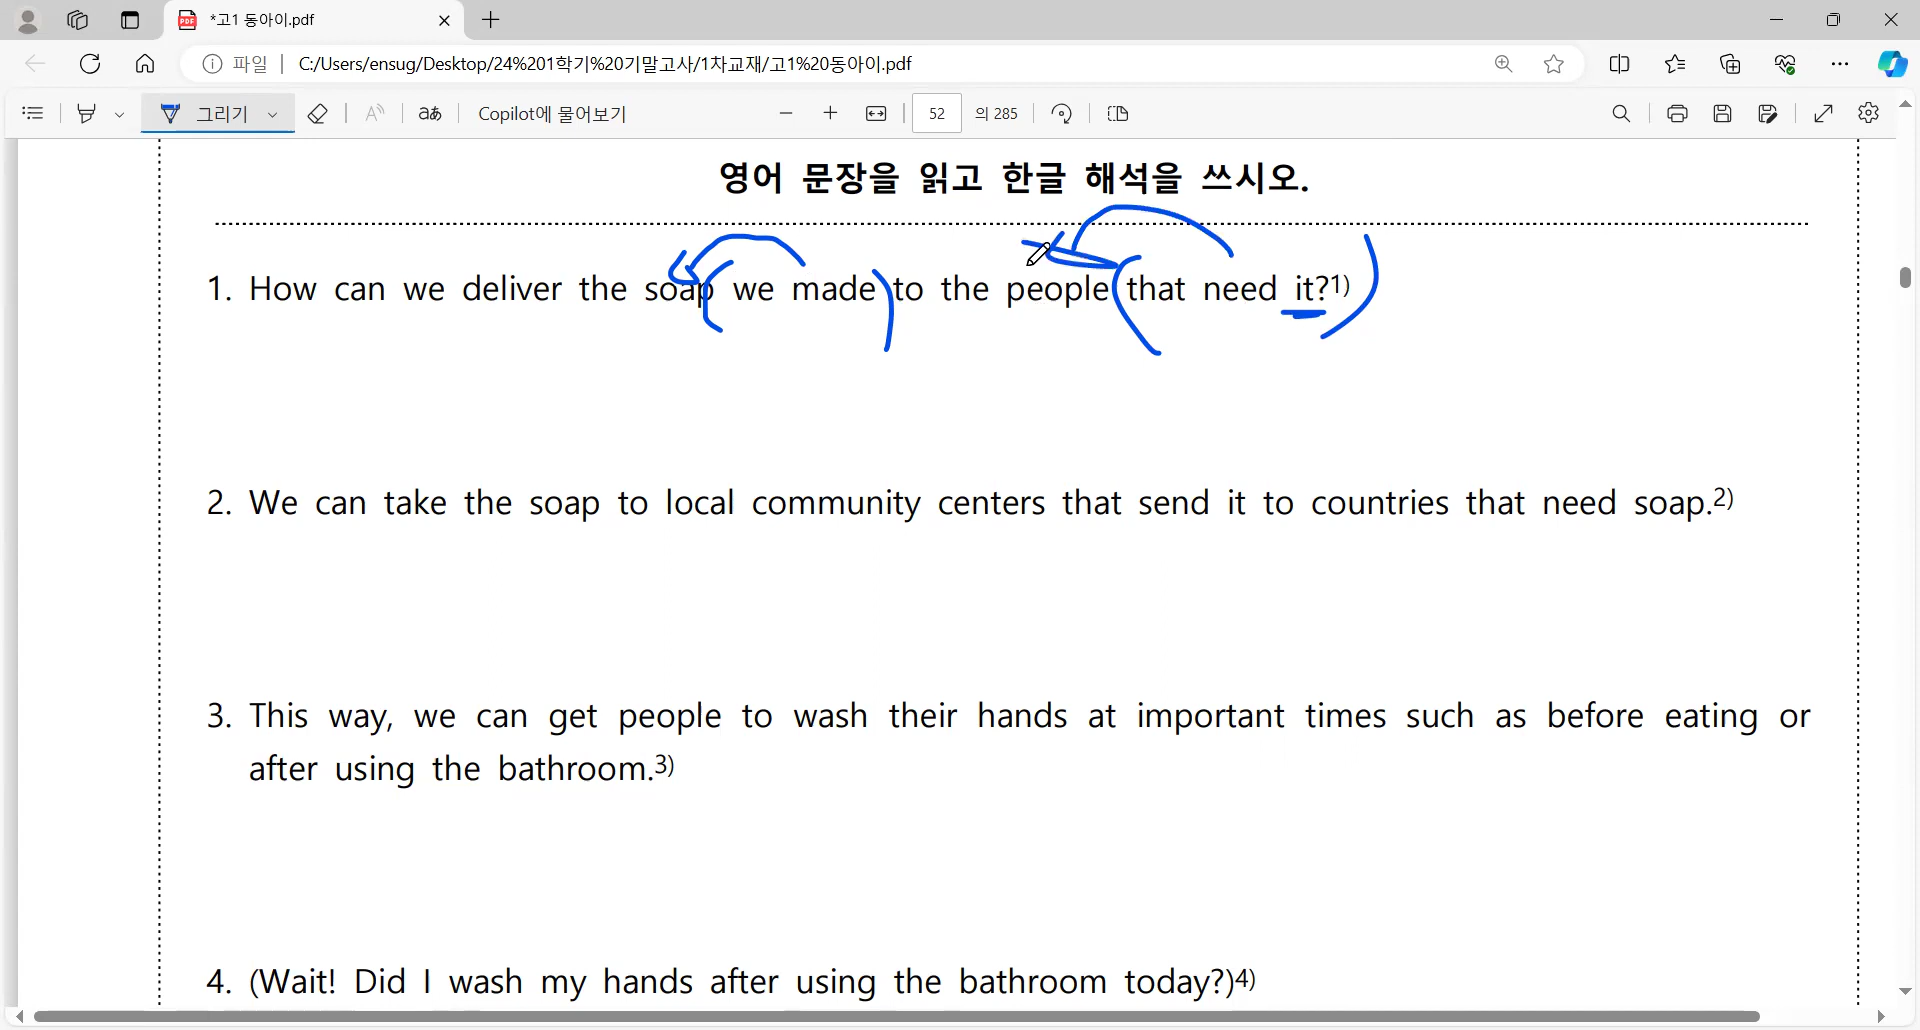 *고1 동아이.pdf
파일 C:/Users/ensug/Desktop/24%201학기%20기말고사/1차교재/고1%20동아이.pdf
그리기 aあ Copilot에 물어보기 52 의 285
영어 문장을 읽고 한글 해석을 쓰시오.
1. How can we deliver the soap we made to the people that need it?1)
2. We can take the soap to local community centers that send it to countries that need soap.2)
3. This way, we can get people to wash their hands at important times such as before eating or
after using the bathroom.3)
4. (Wait! Did I wash my hands after using the bathroom today?)4)